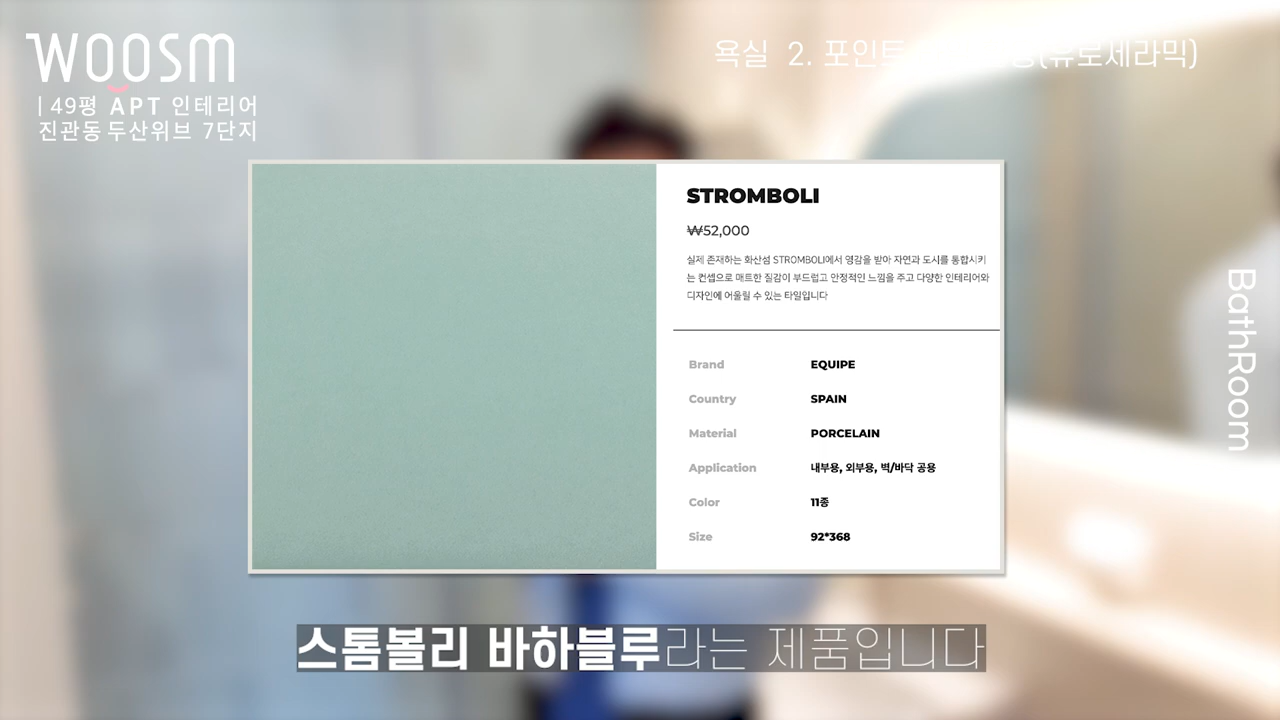 WOOSM
| 49평 APT 인테리어
진관동 두산위브 7단지
욕실 2. 포인트 (유로세라믹)
STROMBOLI
₩52,000
실제 존재하는 화산섬 STROMBOLI에서 영감을 받아 자연과 도시를 통합시키
는 컨셉으로 매트한 질감이 부드럽고 안정적인 느낌을 주고 다양한 인테리어와
디자인에 어울릴 수 있는 타일입니다
Brand EQUIPE
Country SPAIN
Material PORCELAIN
Application 내부용, 외부용, 벽/바닥 공용
Color 11종
Size 92*368
BathRoom
스톰볼리 바하블루라는 제품입니다